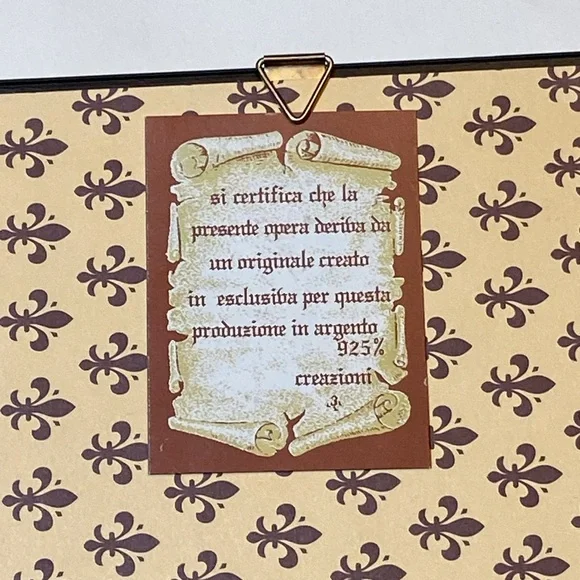 si certifica che la
presente opera deriva da
un originale creato
in esclusiva per questa
produzione in argento
925%
creazioni